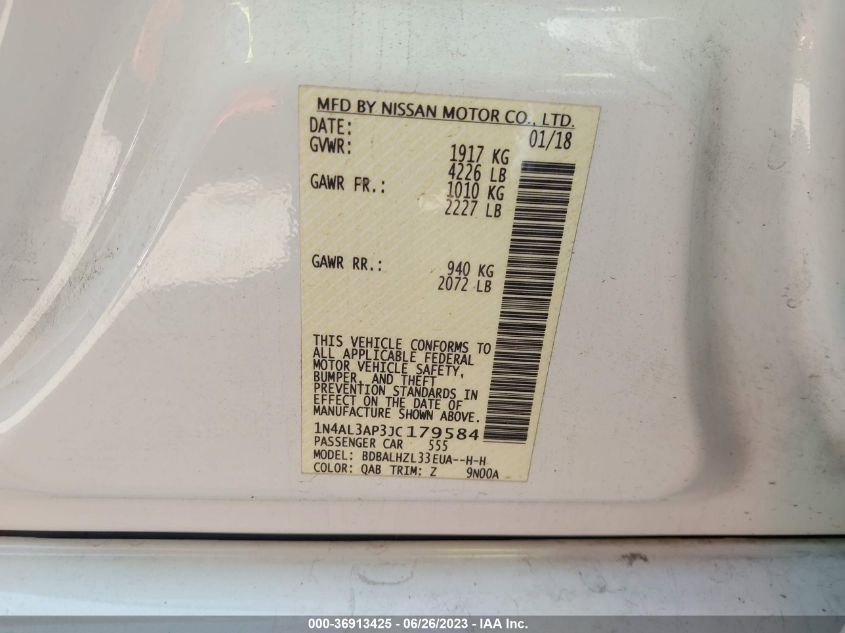 MFD BY NISSAN MOTOR CO., LTD.
DATE: 01/18
GVWR: 1917 KG
4226 LB
GAWR FR.: 1010 KG
2227 LB
GAWR RR.: 940 KG
2072 LB
THIS VEHICLE CONFORMS TO
ALL APPLICABLE FEDERAL
MOTOR VEHICLE SAFETY,
BUMPER, AND THEFT
PREVENTION STANDARDS IN
EFFECT ON THE DATE OF
MANUFACTURE SHOWN ABOVE.
1N4AL3AP3JC179584
PASSENGER CAR 555
MODEL: BDBALHZL33EUA--H-H
COLOR: QAB TRIM: Z 9N00A
000-36913425 - 06/26/2023 - IAA Inc.